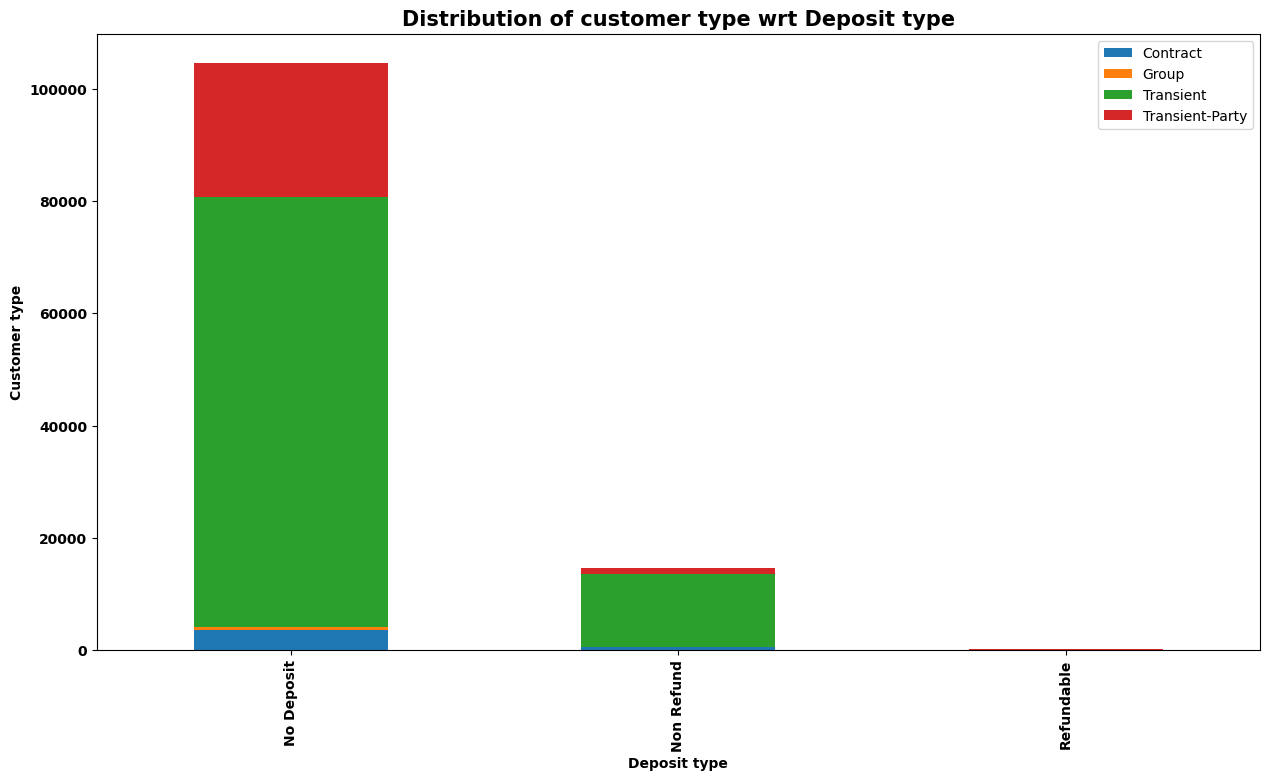 Distribution of customer type wrt Deposit type
Contract
Group
Transient
Transient-Party
100000
80000
60000
40000
20000
0
Customer type
No Deposit
Non Refund
Refundable
Deposit type